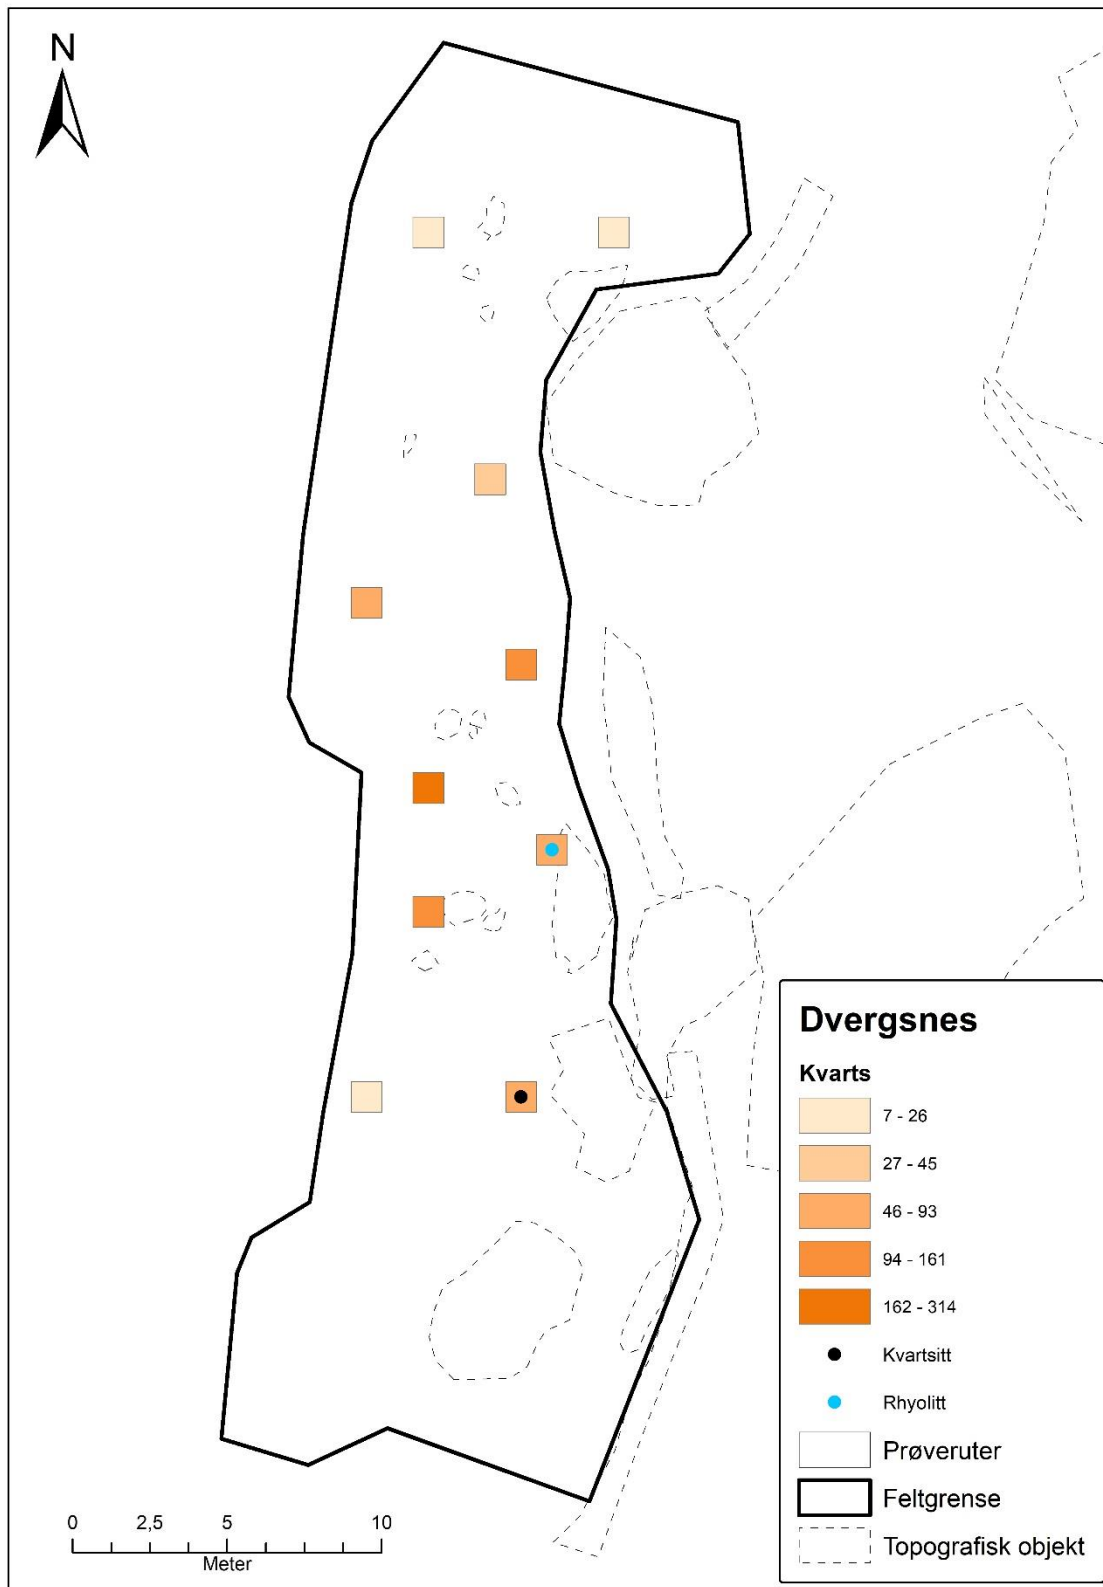 N
Dvergsnes
Kvarts
7 - 26
27 - 45
46 - 93
94 - 161
162 - 314
Kvartsitt
Rhyolitt
Prøveruter
Feltgrense
Topografisk objekt
0 2,5 5 10
Meter